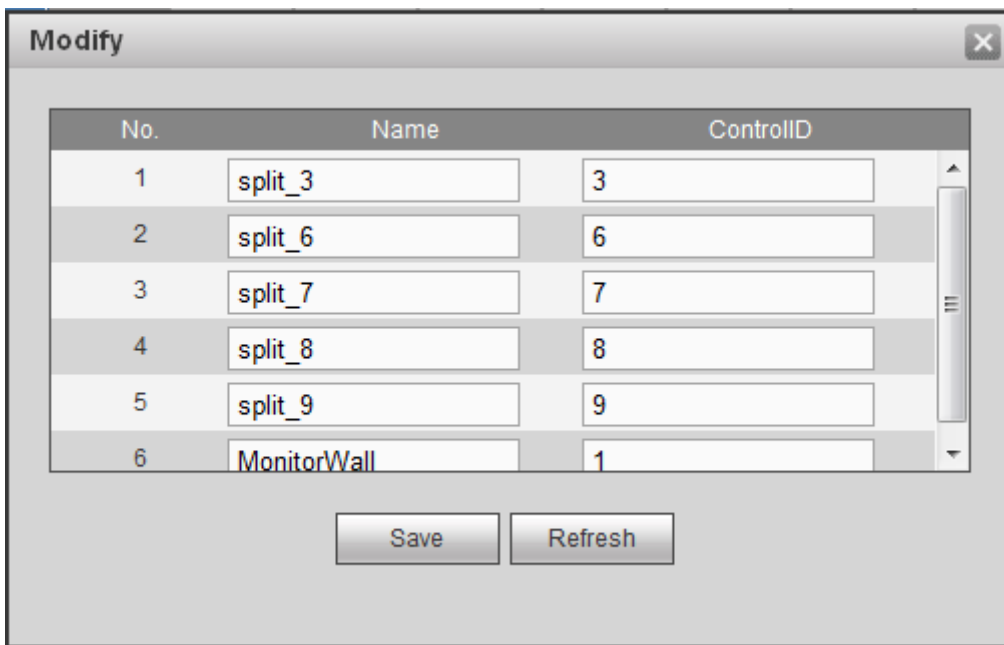 Modify
No. Name ControlID
1 split_3 3
2 split_6 6
3 split_7 7
4 split_8 8
5 split_9 9
6 MonitorWall 1
Save Refresh